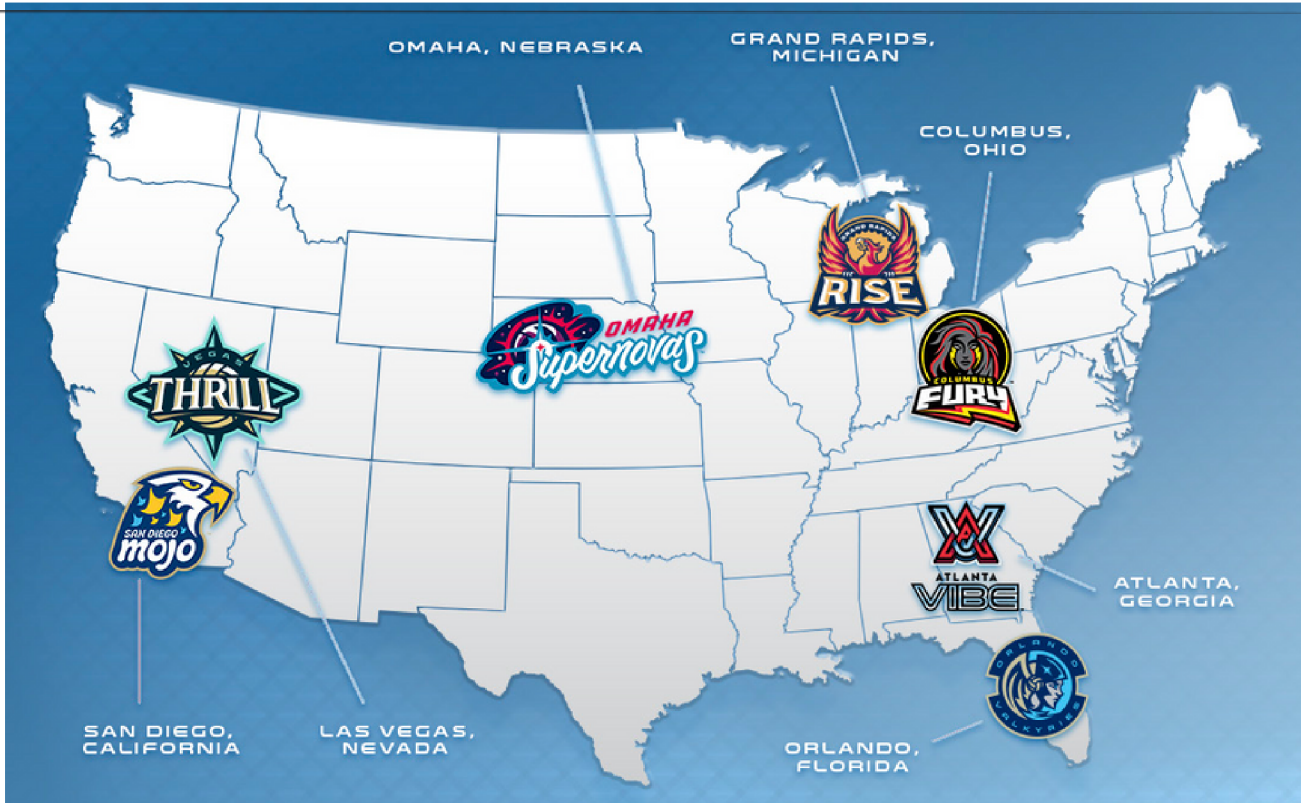 OMAHA, NEBRASKA
GRAND RAPIDS,
MICHIGAN
COLUMBUS,
OHIO
GRAND RAPIDS
RISE
OMAHA
Supernovas
VEGAS
THRILL
COLUMBUS
FURY
SAN DIEGO
mojo
ATLANTA
VIBE
ATLANTA,
GEORGIA
ORLANDO
VALKYRIES
SAN DIEGO,
CALIFORNIA
LAS VEGAS,
NEVADA
ORLANDO,
FLORIDA